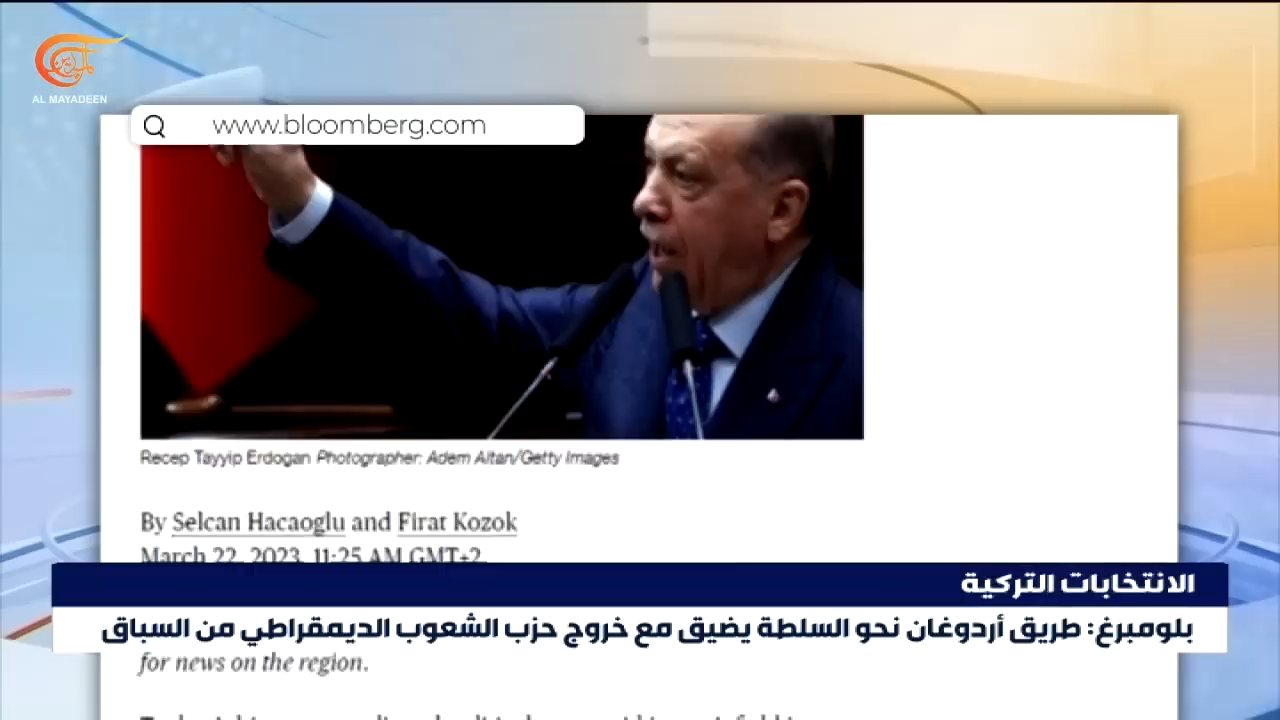 AL MAYADEEN
www.bloomberg.com
Recep Tayyip Erdogan Photographer: Adem Altan/Getty Images
By Selcan Hacaoglu and Firat Kozok
March 22, 2023, 11:25 AM GMT+2
الانتخابات التركية
بلومبرغ: طريق أردوغان نحو السلطة يضيق مع خروج حزب الشعوب الديمقراطي من السباق
for news on the region.